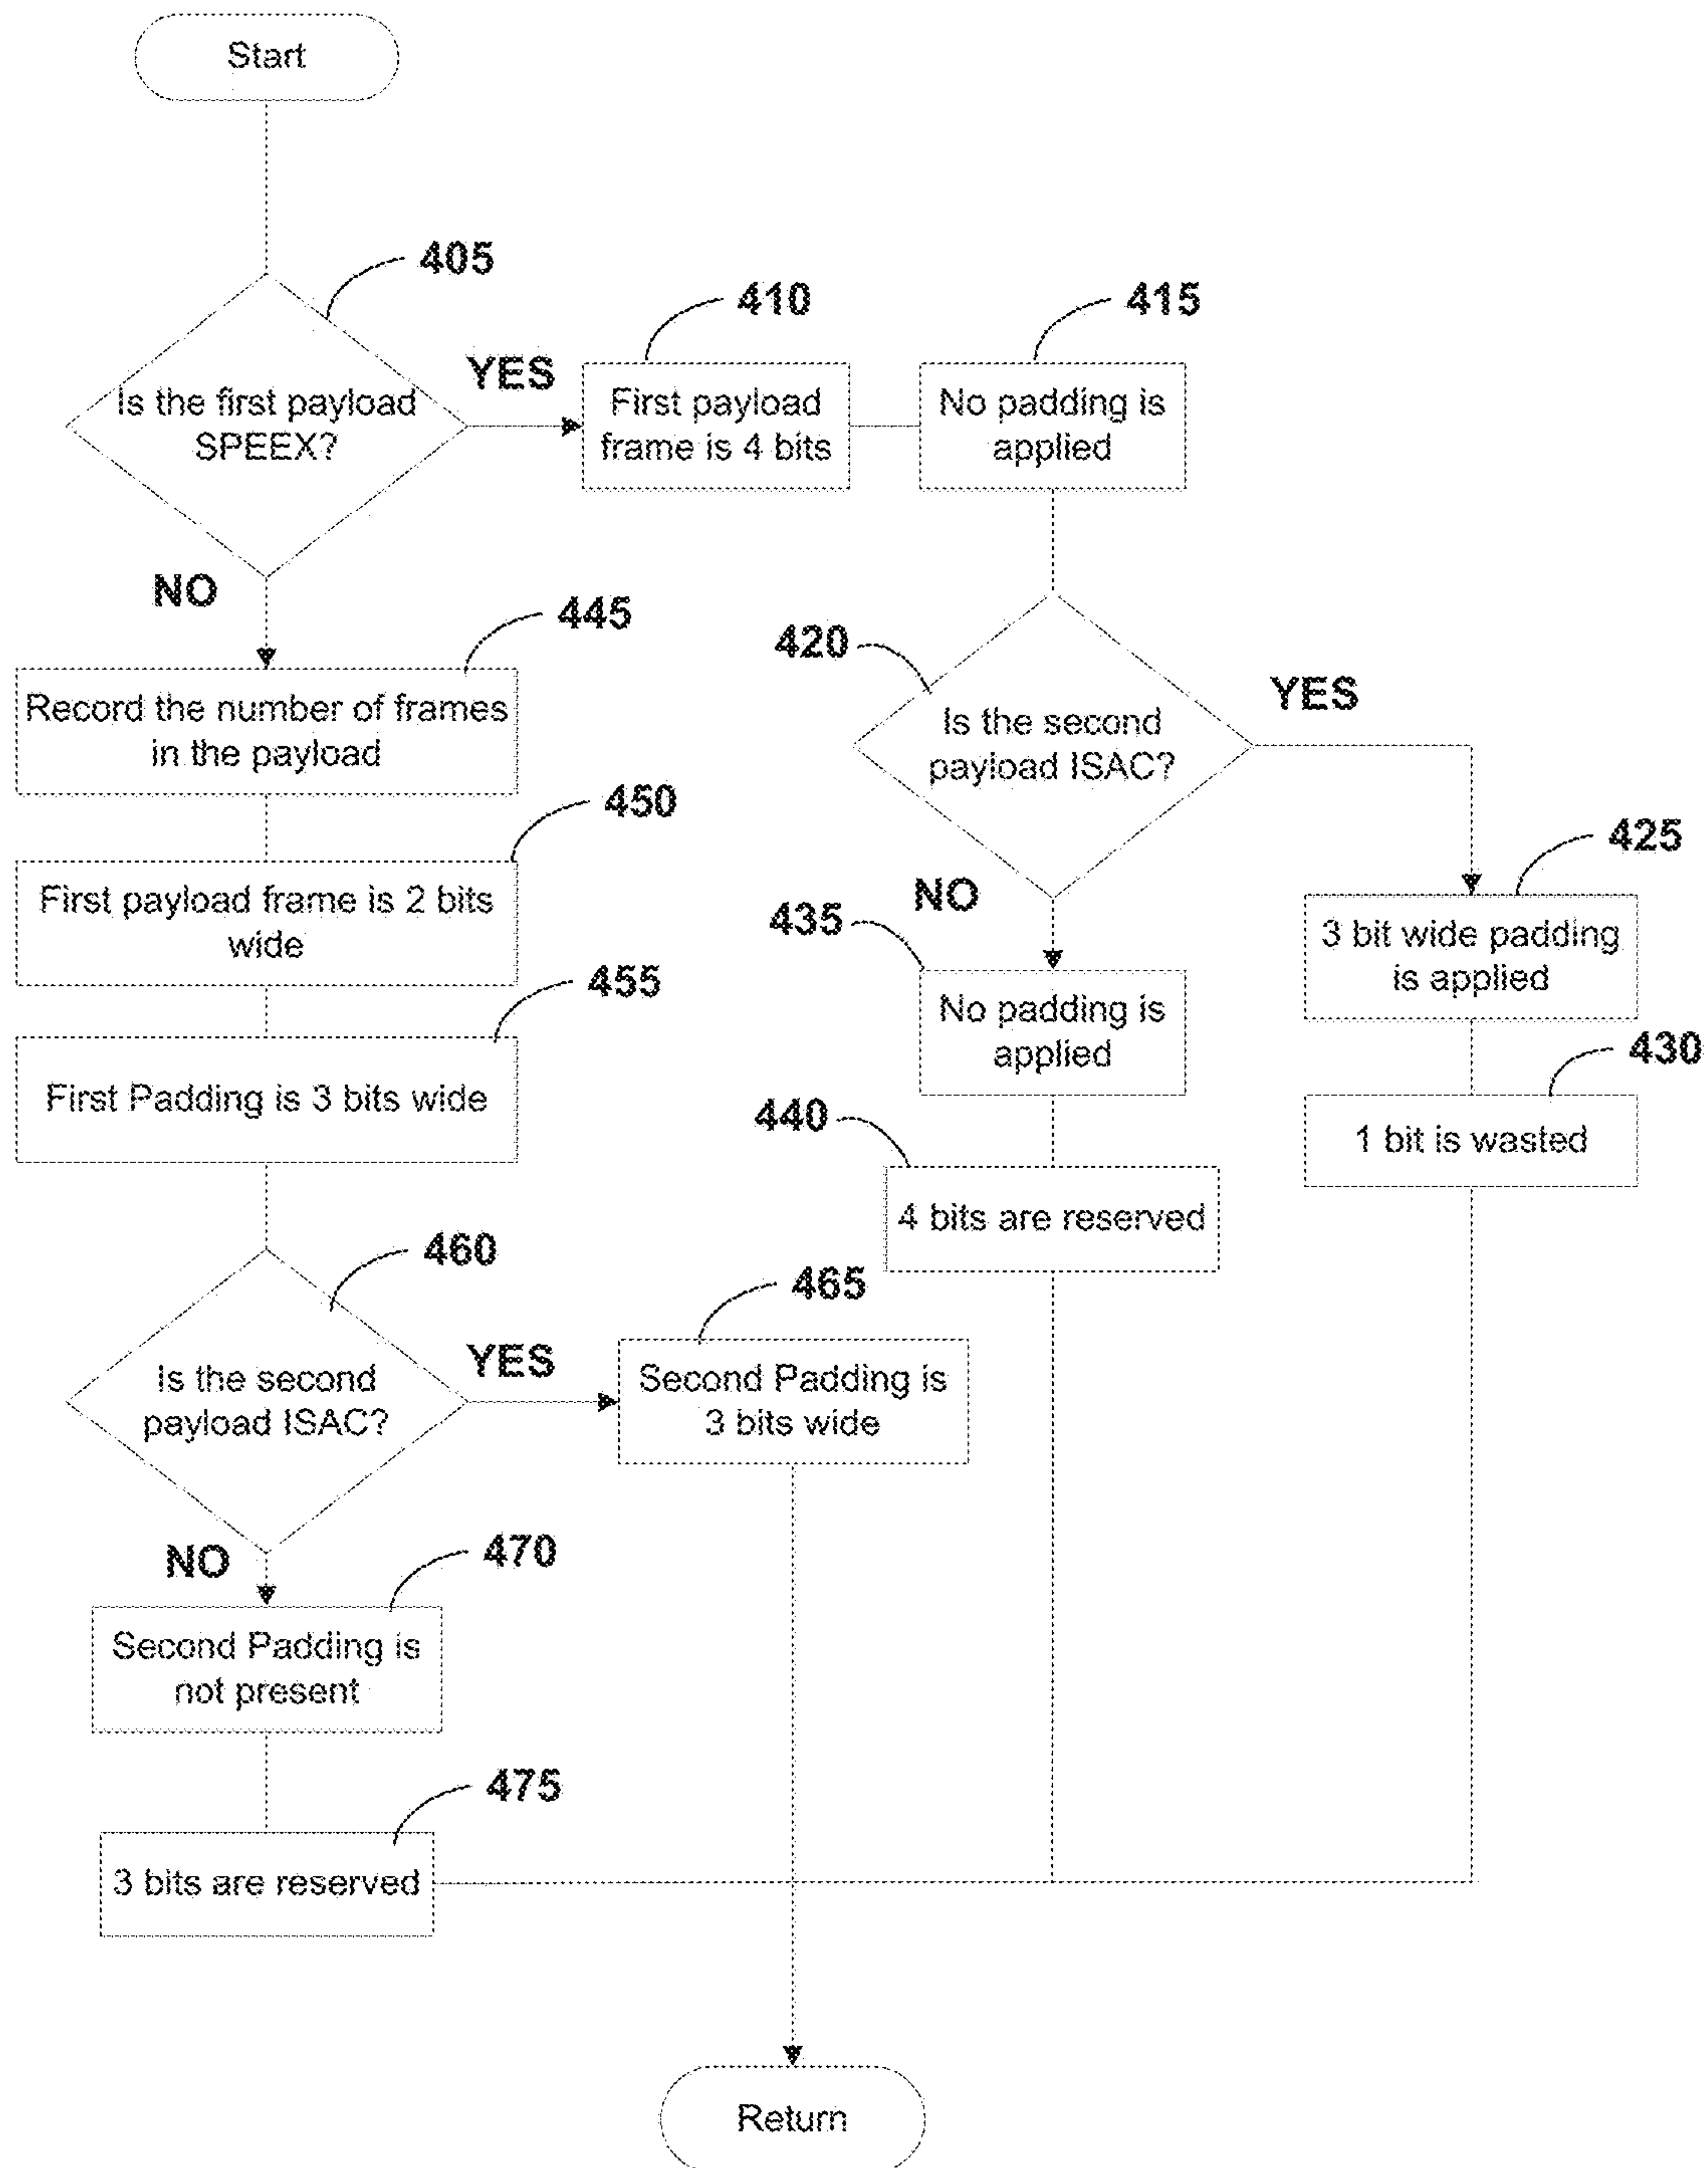 Start
405
Is the first payload
SPEEX?
YES
410
First payload
frame is 4 bits
415
No padding is
applied
NO
445
Record the number of frames
in the payload
420
Is the second
payload ISAC?
YES
450
First payload frame is 2 bits
wide
425
3 bit wide padding
is applied
NO
435
No padding is
applied
455
First Padding is 3 bits wide
430
1 bit is wasted
440
4 bits are reserved
460
Is the second
payload ISAC?
YES
465
Second Padding is
3 bits wide
NO
470
Second Padding is
not present
475
3 bits are reserved
Return